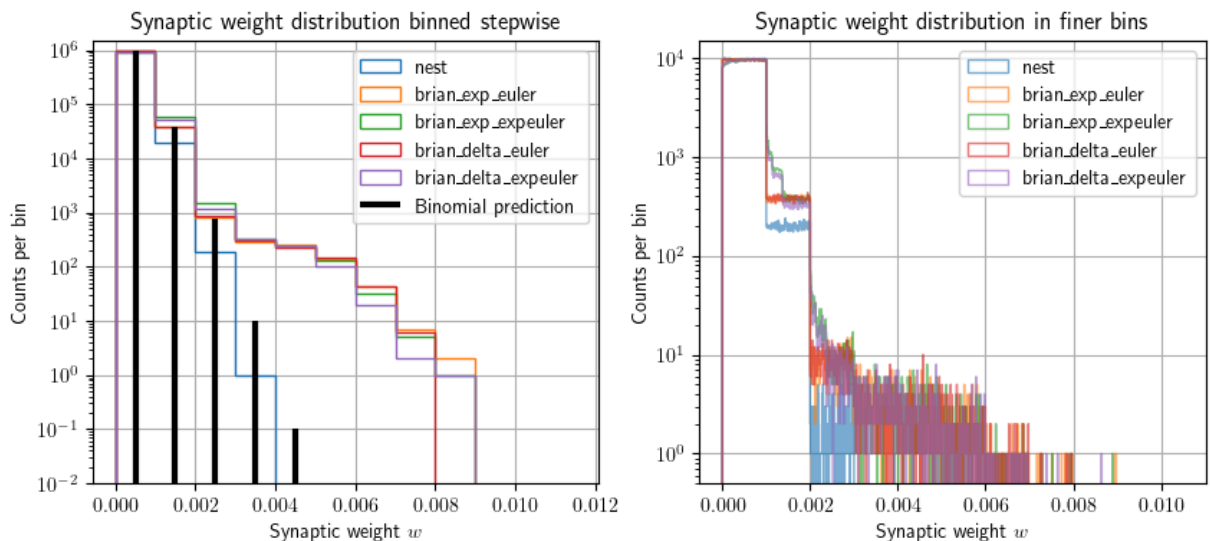 Synaptic weight distribution binned stepwise
10^6
10^5
10^4
10^3
10^2
10^1
10^0
10^-1
10^-2
Counts per bin
nest
brian_exp_euler
brian_exp_expeuler
brian_delta_euler
brian_delta_expeuler
Binomial prediction
0.000 0.002 0.004 0.006 0.008 0.010 0.012
Synaptic weight w
Synaptic weight distribution in finer bins
10^4
10^3
10^2
10^1
10^0
Counts per bin
nest
brian_exp_euler
brian_exp_expeuler
brian_delta_euler
brian_delta_expeuler
0.000 0.002 0.004 0.006 0.008 0.010
Synaptic weight w